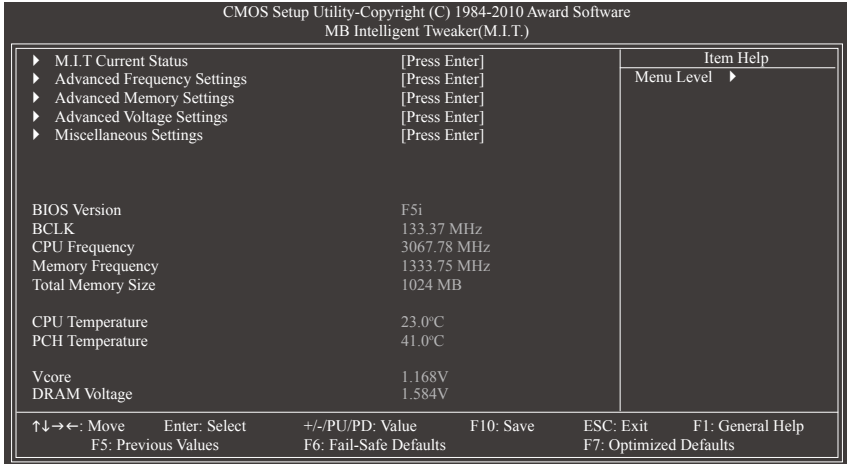 CMOS Setup Utility-Copyright (C) 1984-2010 Award Software
MB Intelligent Tweaker(M.I.T.)
M.I.T Current Status [Press Enter]
Advanced Frequency Settings [Press Enter]
Advanced Memory Settings [Press Enter]
Advanced Voltage Settings [Press Enter]
Miscellaneous Settings [Press Enter]
Item Help
Menu Level
BIOS Version F5i
BCLK 133.37 MHz
CPU Frequency 3067.78 MHz
Memory Frequency 1333.75 MHz
Total Memory Size 1024 MB
CPU Temperature 23.0°C
PCH Temperature 41.0°C
Vcore 1.168V
DRAM Voltage 1.584V
↑↓→←: Move Enter: Select +/-/PU/PD: Value F10: Save ESC: Exit F1: General Help
F5: Previous Values F6: Fail-Safe Defaults F7: Optimized Defaults